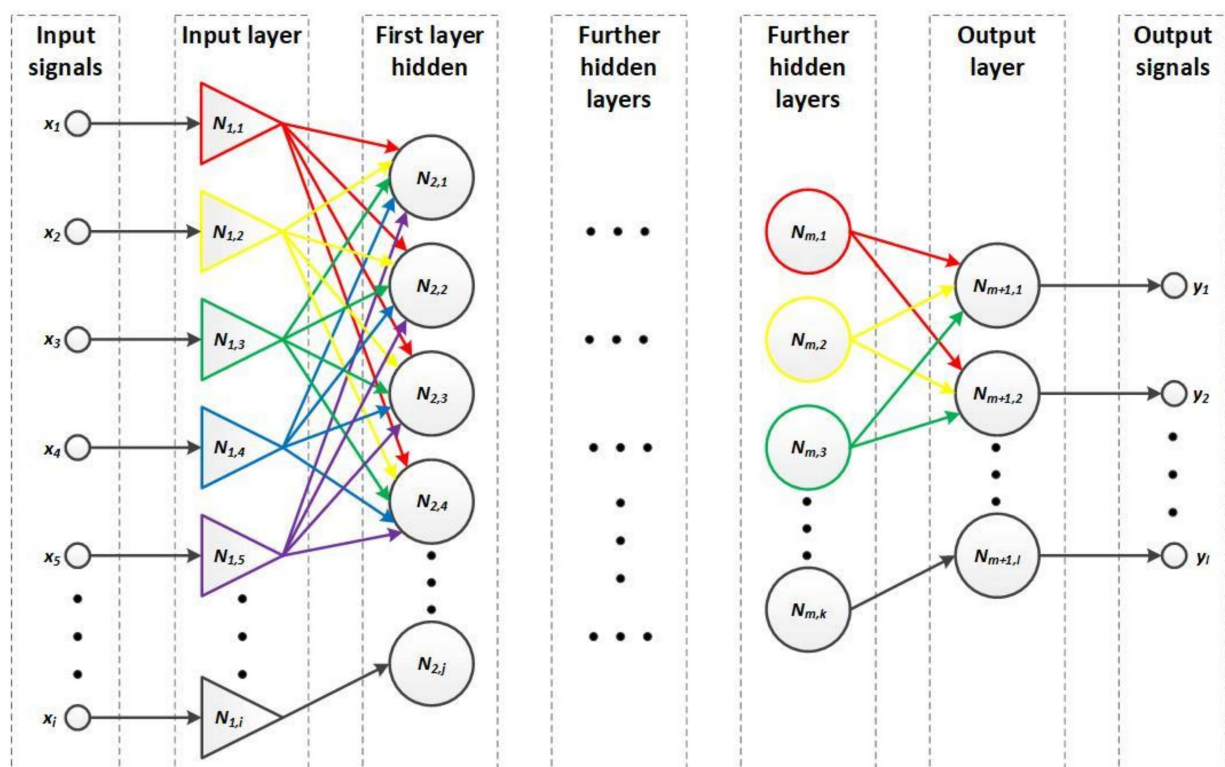 Input
signals
Input layer
First layer
hidden
Further
hidden
layers
Further
hidden
layers
Output
layer
Output
signals
x1
x2
x3
x4
x5
xi
N1,1
N1,2
N1,3
N1,4
N1,5
N1,i
N2,1
N2,2
N2,3
N2,4
N2,j
Nm,1
Nm,2
Nm,3
Nm,k
Nm+1,1
Nm+1,2
Nm+1,l
y1
y2
yl